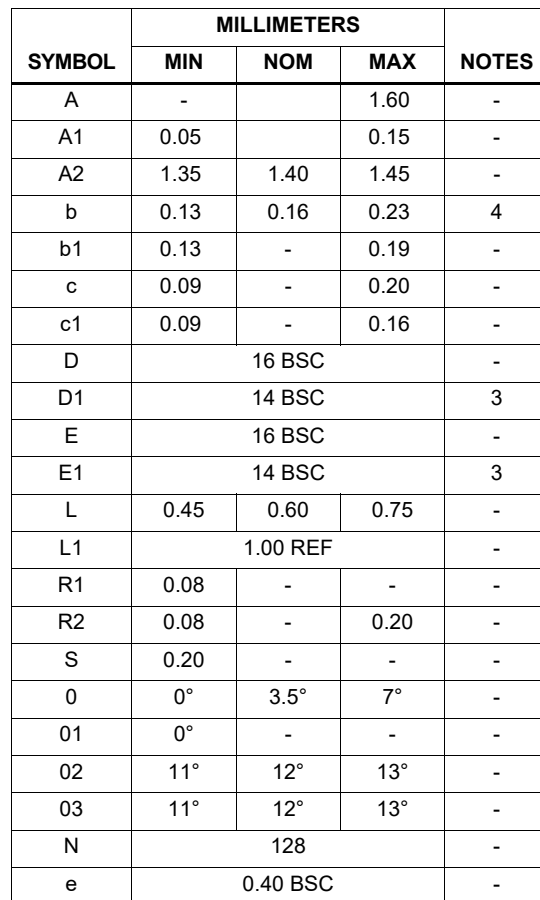 MILLIMETERS
SYMBOL MIN NOM MAX NOTES
A - 1.60 -
A1 0.05 0.15 -
A2 1.35 1.40 1.45 -
b 0.13 0.16 0.23 4
b1 0.13 - 0.19 -
c 0.09 - 0.20 -
c1 0.09 - 0.16 -
D 16 BSC -
D1 14 BSC 3
E 16 BSC -
E1 14 BSC 3
L 0.45 0.60 0.75 -
L1 1.00 REF -
R1 0.08 - - -
R2 0.08 - 0.20 -
S 0.20 - - -
0 0° 3.5° 7° -
01 0° - - -
02 11° 12° 13° -
03 11° 12° 13° -
N 128 -
e 0.40 BSC -